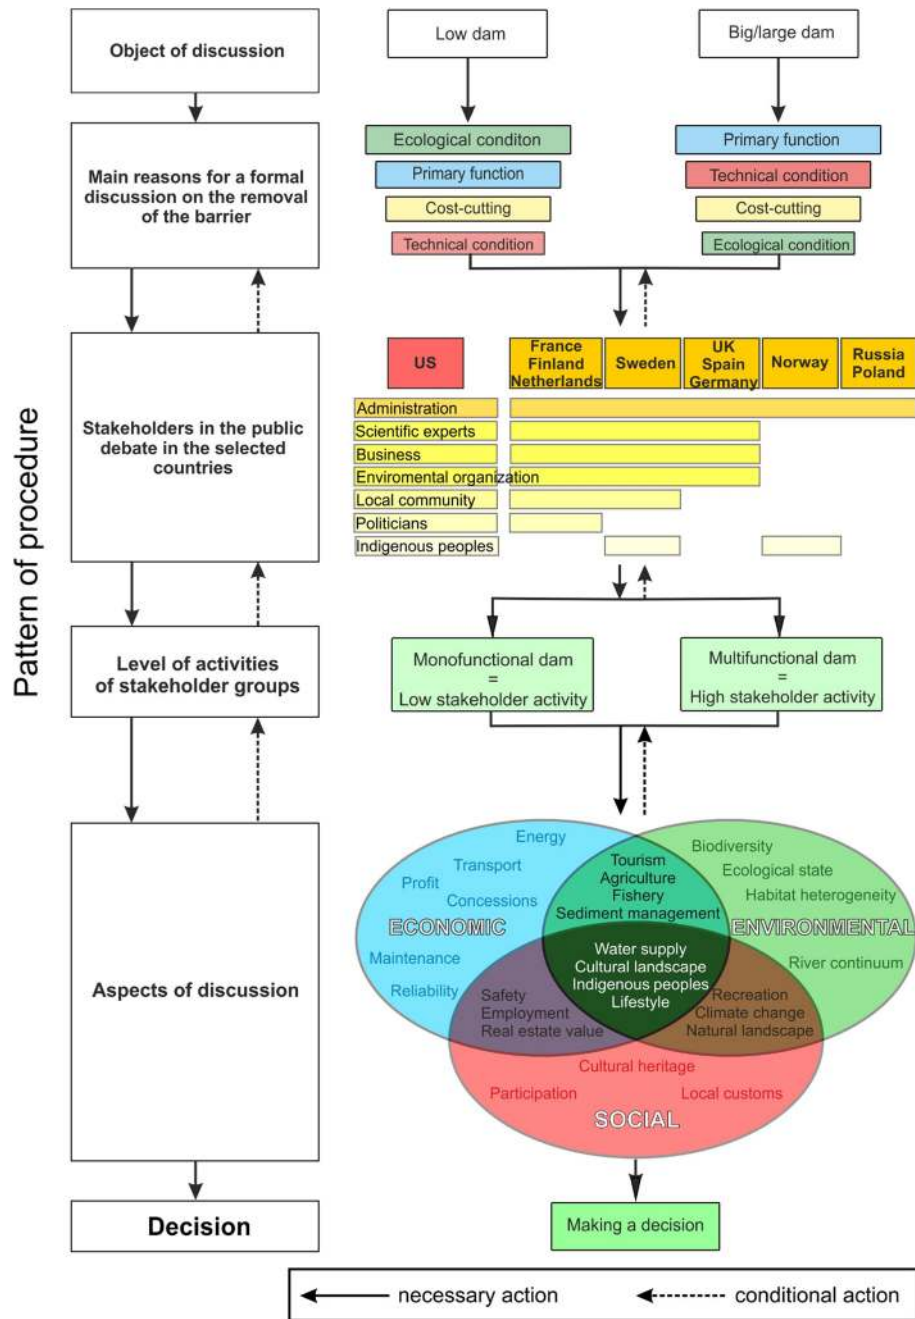 Pattern of procedure
Object of discussion
Low dam
Big/large dam
Main reasons for a formal
discussion on the removal
of the barrier
Ecological conditon
Primary function
Cost-cutting
Technical condition
Primary function
Technical condition
Cost-cutting
Ecological condition
Stakeholders in the public
debate in the selected
countries
US
France
Finland
Netherlands
Sweden
UK
Spain
Germany
Norway
Russia
Poland
Administration
Scientific experts
Business
Enviromental organization
Local community
Politicians
Indigenous peoples
Level of activities
of stakeholder groups
Monofunctional dam
=
Low stakeholder activity
Multifunctional dam
=
High stakeholder activity
Aspects of discussion
Energy
Transport
Profit
Concessions
ECONOMIC
Maintenance
Reliability
Tourism
Agriculture
Fishery
Sediment management
Biodiversity
Ecological state
Habitat heterogeneity
ENVIRONMENTAL
River continuum
Water supply
Cultural landscape
Indigenous peoples
Lifestyle
Safety
Employment
Real estate value
Recreation
Climate change
Natural landscape
Cultural heritage
Participation
Local customs
SOCIAL
Decision
Making a decision
necessary action
conditional action